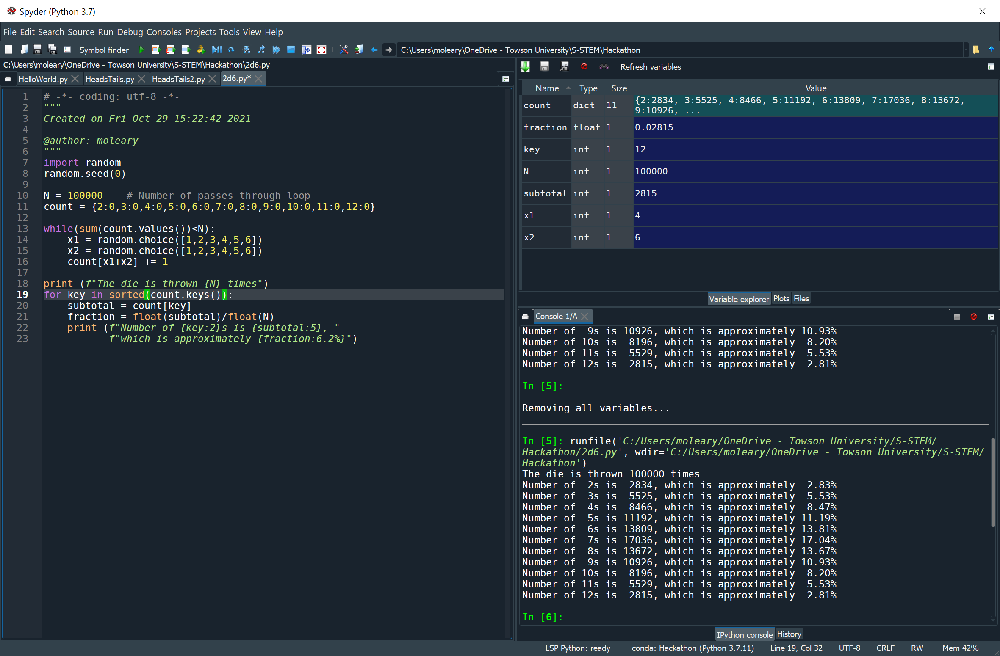 Spyder (Python 3.7)
File Edit Search Source Run Debug Consoles Projects Tools View Help
Symbol finder
C:\Users\moleary\OneDrive - Towson University\S-STEM\Hackathon
C:\Users\moleary\OneDrive - Towson University\S-STEM\Hackathon\2d6.py
HelloWorld.py HeadsTails.py HeadsTails2.py 2d6.py*
1 # -*- coding: utf-8 -*-
2 """
3 Created on Fri Oct 29 15:22:42 2021
4
5 @author: moleary
6 """
7 import random
8 random.seed(0)
9
10 N = 100000    # Number of passes through loop
11 count = {2:0,3:0,4:0,5:0,6:0,7:0,8:0,9:0,10:0,11:0,12:0}
12
13 while(sum(count.values())<N):
14     x1 = random.choice([1,2,3,4,5,6])
15     x2 = random.choice([1,2,3,4,5,6])
16     count[x1+x2] += 1
17
18 print (f"The die is thrown {N} times")
19 for key in sorted(count.keys()):
20     subtotal = count[key]
21     fraction = float(subtotal)/float(N)
22     print (f"Number of {key:2}s is {subtotal:5}, "
23            f"which is approximately {fraction:6.2%}")
Refresh variables
Name Type Size Value
count dict 11 {2:2834, 3:5525, 4:8466, 5:11192, 6:13809, 7:17036, 8:13672,
9:10926, ...
fraction float 1 0.02815
key int 1 12
N int 1 100000
subtotal int 1 2815
x1 int 1 4
x2 int 1 6
Variable explorer Plots Files
Console 1/A
Number of  9s is 10926, which is approximately 10.93%
Number of 10s is  8196, which is approximately  8.20%
Number of 11s is  5529, which is approximately  5.53%
Number of 12s is  2815, which is approximately  2.81%
In [5]:
Removing all variables...
In [5]: runfile('C:/Users/moleary/OneDrive - Towson University/S-STEM/
Hackathon/2d6.py', wdir='C:/Users/moleary/OneDrive - Towson University/S-STEM/
Hackathon')
The die is thrown 100000 times
Number of  2s is  2834, which is approximately  2.83%
Number of  3s is  5525, which is approximately  5.53%
Number of  4s is  8466, which is approximately  8.47%
Number of  5s is 11192, which is approximately 11.19%
Number of  6s is 13809, which is approximately 13.81%
Number of  7s is 17036, which is approximately 17.04%
Number of  8s is 13672, which is approximately 13.67%
Number of  9s is 10926, which is approximately 10.93%
Number of 10s is  8196, which is approximately  8.20%
Number of 11s is  5529, which is approximately  5.53%
Number of 12s is  2815, which is approximately  2.81%
In [6]:
IPython console History
LSP Python: ready conda: Hackathon (Python 3.7.11) Line 19, Col 32 UTF-8 CRLF RW Mem 42%